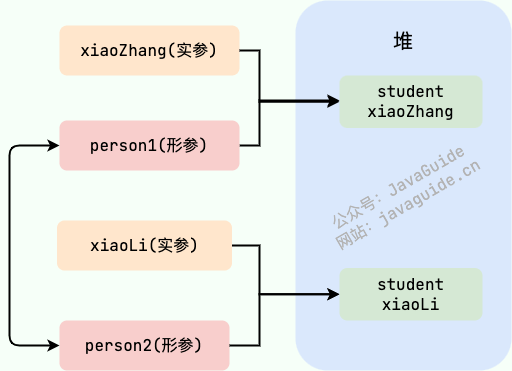 堆
xiaoZhang(实参)
student
xiaoZhang
person1(形参)
公众号：JavaGuide
网站：javaguide.cn
xiaoLi(实参)
student
xiaoLi
person2(形参)